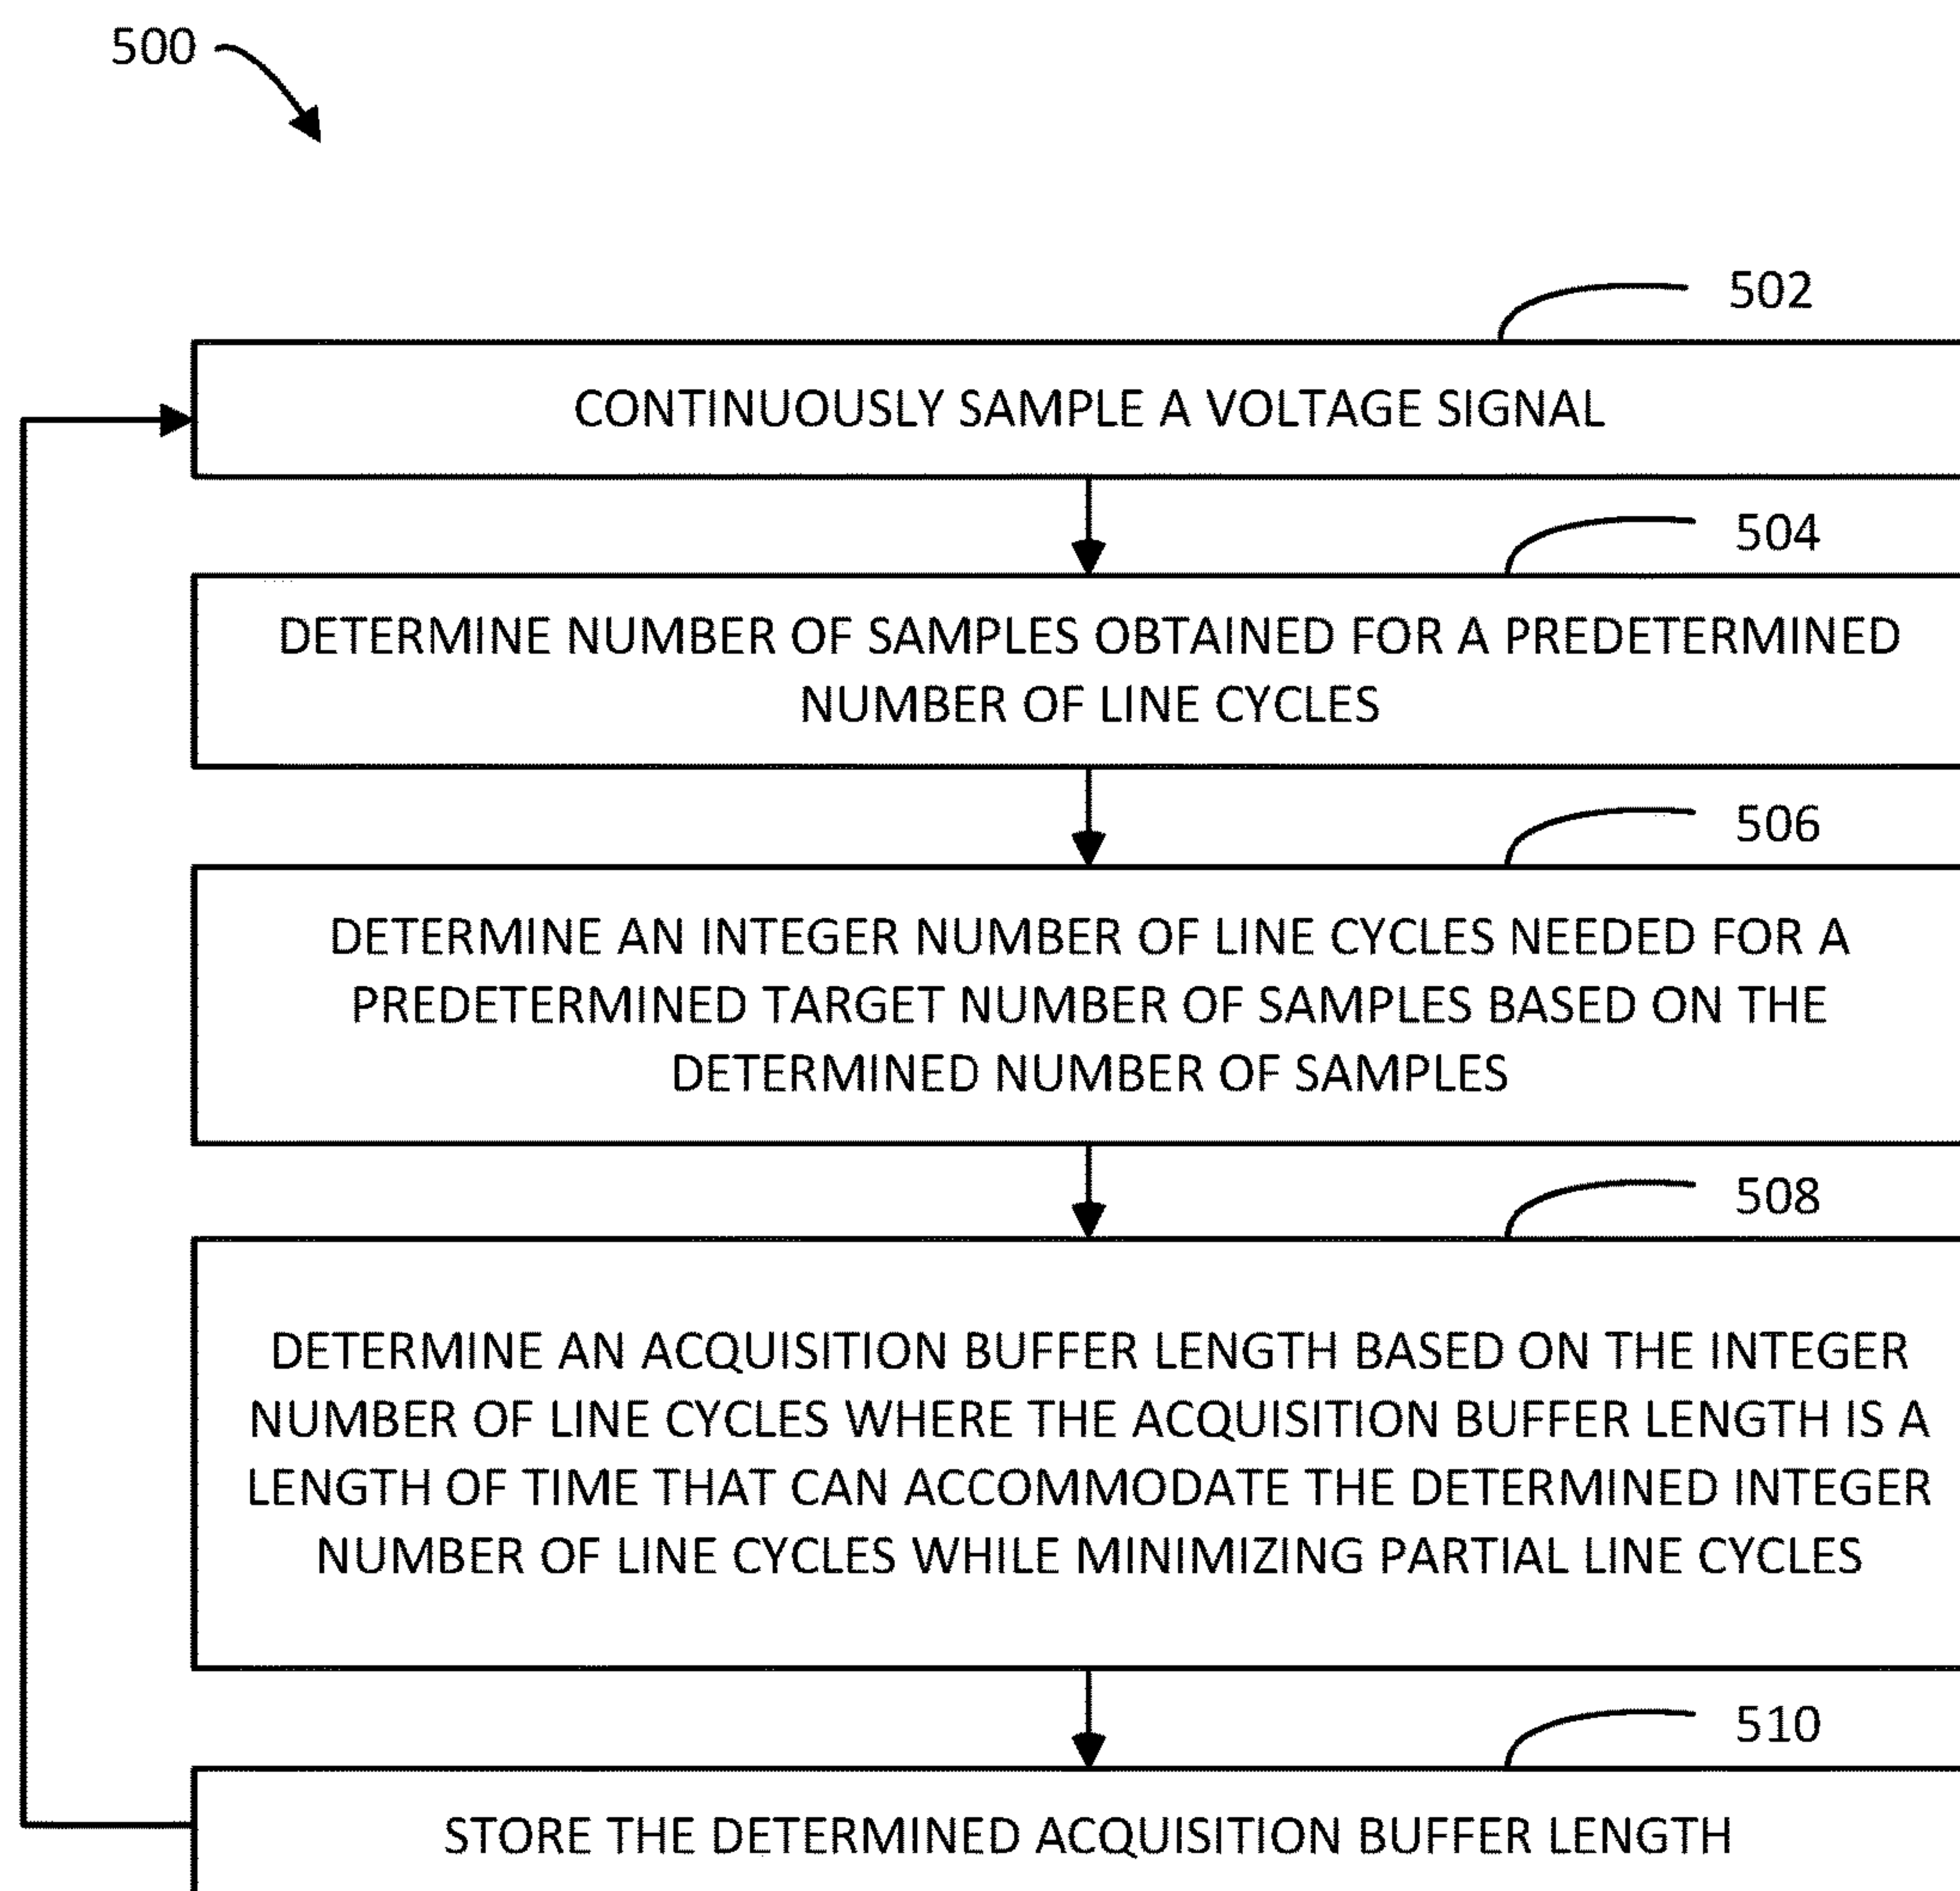 500
502
CONTINUOUSLY SAMPLE A VOLTAGE SIGNAL
504
DETERMINE NUMBER OF SAMPLES OBTAINED FOR A PREDETERMINED
NUMBER OF LINE CYCLES
506
DETERMINE AN INTEGER NUMBER OF LINE CYCLES NEEDED FOR A
PREDETERMINED TARGET NUMBER OF SAMPLES BASED ON THE
DETERMINED NUMBER OF SAMPLES
508
DETERMINE AN ACQUISITION BUFFER LENGTH BASED ON THE INTEGER
NUMBER OF LINE CYCLES WHERE THE ACQUISITION BUFFER LENGTH IS A
LENGTH OF TIME THAT CAN ACCOMMODATE THE DETERMINED INTEGER
NUMBER OF LINE CYCLES WHILE MINIMIZING PARTIAL LINE CYCLES
510
STORE THE DETERMINED ACQUISITION BUFFER LENGTH